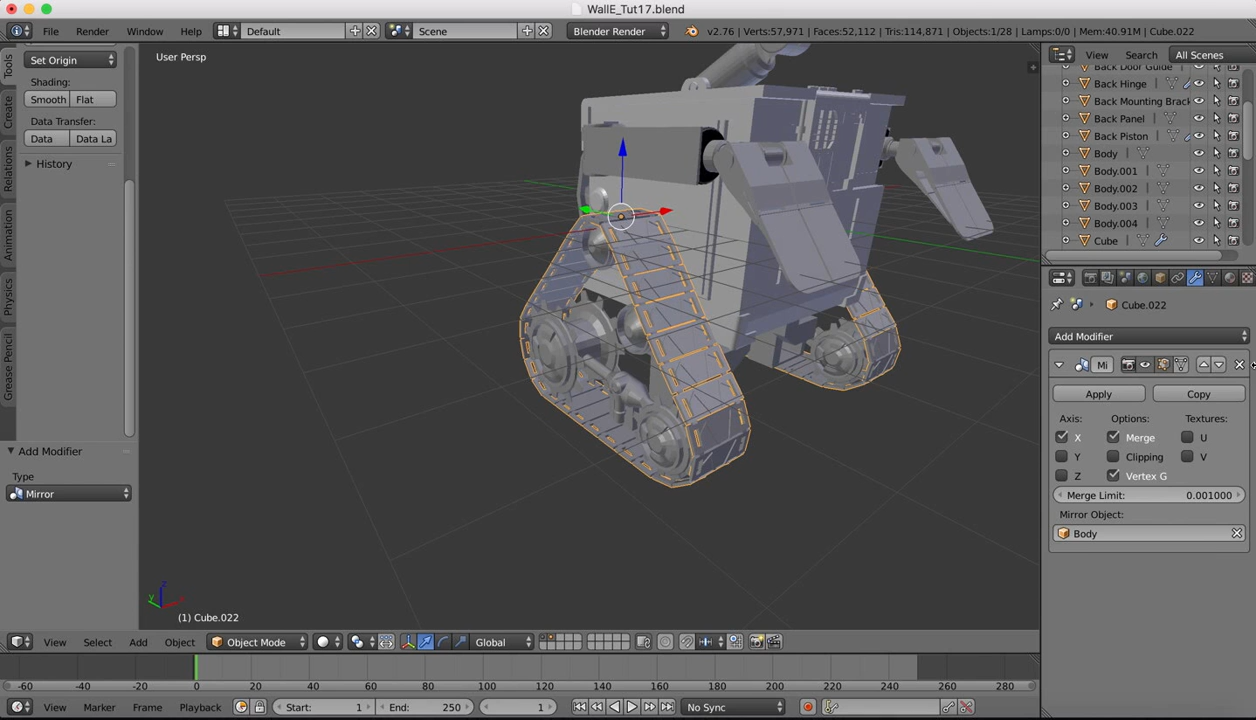 WallE_Tut17.blend
File
Render
Window
Help
Default
Scene
Blender Render
v2.76 | Verts:57,971 | Faces:52,112 | Tris:114,871 | Objects:1/28 | Lamps:0/0 | Mem:40.91M | Cube.022
Tools
Create
Relations
Animation
Physics
Grease Pencil
Set Origin
Shading:
Smooth
Flat
Data Transfer:
Data
Data La
History
Add Modifier
Type
Mirror
User Persp
(1) Cube.022
z
y
View
Search
All Scenes
Back Door Guide
Back Hinge
Back Mounting Brack
Back Panel
Back Piston
Body
Body.001
Body.002
Body.003
Body.004
Cube
Cube.022
Add Modifier
Mi
Apply
Copy
Axis:
Options:
Textures:
X
Merge
U
Y
Clipping
V
Z
Vertex G
Merge Limit: 0.001000
Mirror Object:
Body
View
Select
Add
Object
Object Mode
Global
-60 -40 -20 0 20 40 60 80 100 120 140 160 180 200 220 240 260 280
View
Marker
Frame
Playback
Start: 1
End: 250
1
No Sync